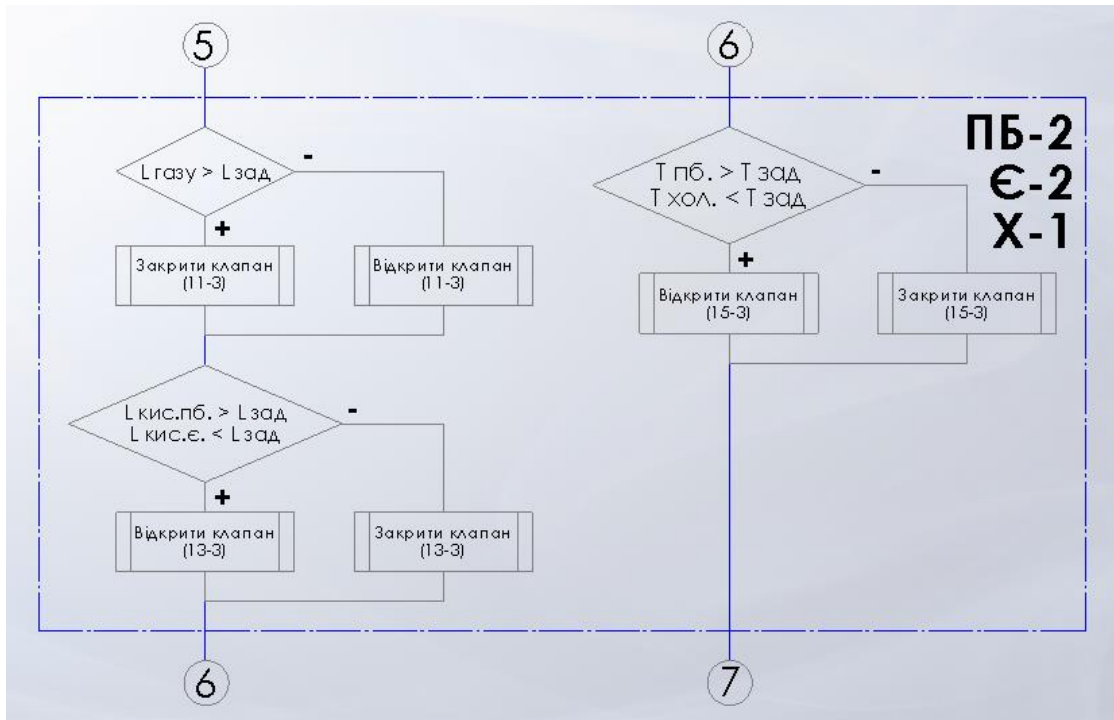 5
L газу > L зад
-
+
Закрити клапан
(11-3)
Відкрити клапан
(11-3)
L кис.пб. > L зад
L кис.є. < L зад
-
+
Відкрити клапан
(13-3)
Закрити клапан
(13-3)
6
6
ПБ-2
Є-2
Х-1
Т пб. > Т зад
Т хол. < Т зад
-
+
Відкрити клапан
(15-3)
Закрити клапан
(15-3)
7